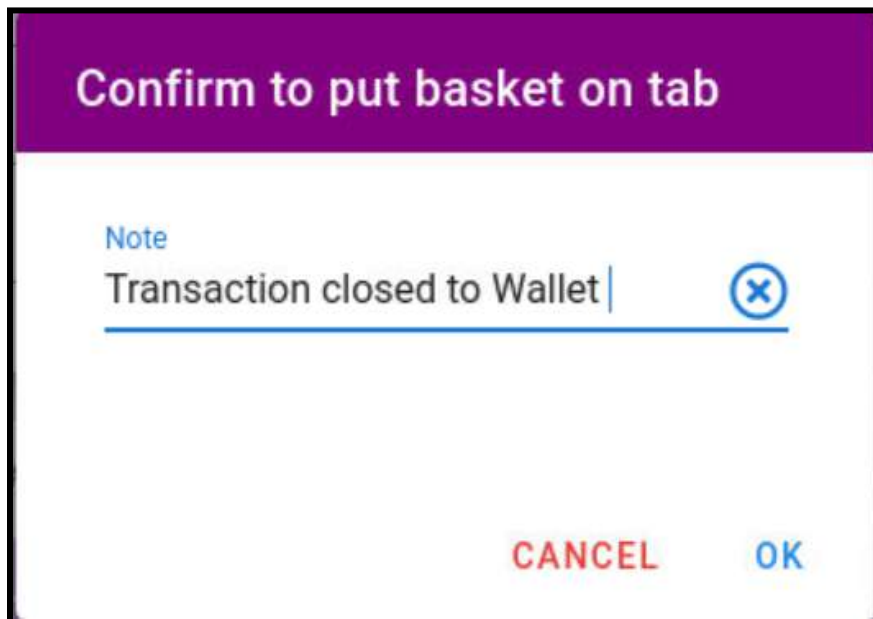 Confirm to put basket on tab
Note
Transaction closed to Wallet
CANCEL OK